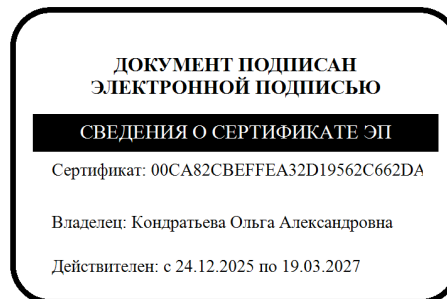 ДОКУМЕНТ ПОДПИСАН
ЭЛЕКТРОННОЙ ПОДПИСЬЮ
СВЕДЕНИЯ О СЕРТИФИКАТЕ ЭП
Сертификат: 00CA82CBEFFEA32D19562C662DA
Владелец: Кондратьева Ольга Александровна
Действителен: с 24.12.2025 по 19.03.2027